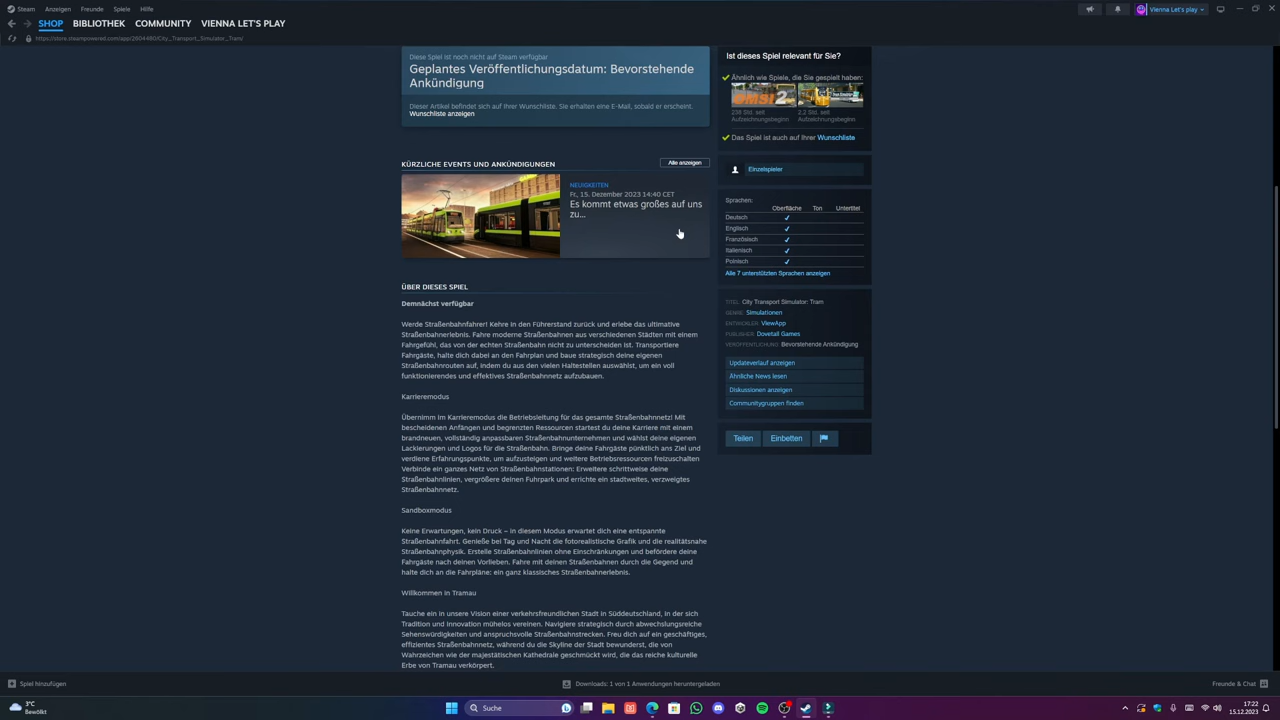 Steam Anzeigen Freunde Spiele Hilfe
Vienna Let's play
SHOP BIBLIOTHEK COMMUNITY VIENNA LET'S PLAY
https://store.steampowered.com/app/2604480/City_Transport_Simulator_Tram/
Diese Spiel ist noch nicht auf Steam verfügbar
Geplantes Veröffentlichungsdatum: Bevorstehende
Ankündigung
Dieser Artikel befindet sich auf Ihrer Wunschliste. Sie erhalten eine E-Mail, sobald er erscheint.
Wunschliste anzeigen
KÜRZLICHE EVENTS UND ANKÜNDIGUNGEN
Alle anzeigen
NEUIGKEITEN
Fr., 15. Dezember 2023 14:40 CET
Es kommt etwas großes auf uns
zu...
ÜBER DIESES SPIEL
Demnächst verfügbar
Werde Straßenbahnfahrer! Kehre in den Führerstand zurück und erlebe das ultimative
Straßenbahnerlebnis. Fahre moderne Straßenbahnen aus verschiedenen Städten mit einem
Fahrgefühl, das von der echten Straßenbahn nicht zu unterscheiden ist. Transportiere
Fahrgäste, halte dich dabei an den Fahrplan und baue strategisch deine eigenen
Straßenbahnrouten auf, indem du aus den vielen Haltestellen auswählst, um ein voll
funktionierendes und effektives Straßenbahnnetz aufzubauen.
Karrieremodus
Übernimm im Karrieremodus die Betriebsleitung für das gesamte Straßenbahnnetz! Mit
bescheidenen Anfängen und begrenzten Ressourcen startest du deine Karriere mit einem
brandneuen, vollständig anpassbaren Straßenbahnunternehmen und wählst deine eigenen
Lackierungen und Logos für die Straßenbahn. Bringe deine Fahrgäste pünktlich ans Ziel und
verdiene Erfahrungspunkte, um aufzusteigen und weitere Betriebsressourcen freizuschalten
Verbinde ein ganzes Netz von Straßenbahnstationen: Erweitere schrittweise deine
Straßenbahnlinien, vergrößere deinen Fuhrpark und errichte ein stadtweites, verzweigtes
Straßenbahnnetz.
Sandboxmodus
Keine Erwartungen, kein Druck – in diesem Modus erwartet dich eine entspannte
Straßenbahnfahrt. Genieße bei Tag und Nacht die fotorealistische Grafik und die realitätsnahe
Straßenbahnphysik. Erstelle Straßenbahnlinien ohne Einschränkungen und befördere deine
Fahrgäste nach deinen Vorlieben. Fahre mit deinen Straßenbahnen durch die Gegend und
halte dich an die Fahrpläne: ein ganz klassisches Straßenbahnerlebnis.
Willkommen in Tramau
Tauche ein in unsere Vision einer verkehrsfreundlichen Stadt in Süddeutschland, in der sich
Tradition und Innovation mühelos vereinen. Navigiere strategisch durch abwechslungsreiche
Sehenswürdigkeiten und anspruchsvolle Straßenbahnstrecken. Freu dich auf ein geschäftiges,
effizientes Straßenbahnnetz, während du die Skyline der Stadt bewunderst, die von
Wahrzeichen wie der majestätischen Kathedrale geschmückt wird, die das reiche kulturelle
Erbe von Tramau verkörpert.
Ist dieses Spiel relevant für Sie?
Ähnlich wie Spiele, die Sie gespielt haben:
OMSI 2
238 Std. seit
Aufzeichnungsbeginn
2,2 Std. seit
Aufzeichnungsbeginn
Das Spiel ist auch auf Ihrer Wunschliste
Einzelspieler
Sprachen:
Oberfläche Ton Untertitel
Deutsch ✔
Englisch ✔
Französisch ✔
Italienisch ✔
Polnisch ✔
Alle 7 unterstützten Sprachen anzeigen
TITEL: City Transport Simulator: Tram
GENRE: Simulationen
ENTWICKLER: ViewApp
PUBLISHER: Dovetail Games
VERÖFFENTLICHUNG: Bevorstehende Ankündigung
Updateverlauf anzeigen
Ähnliche News lesen
Diskussionen anzeigen
Communitygruppen finden
Teilen Einbetten
Spiel hinzufügen
Downloads: 1 von 1 Anwendungen heruntergeladen
Freunde & Chat
3°C
Bewölkt
Suche
17:22
15.12.2023